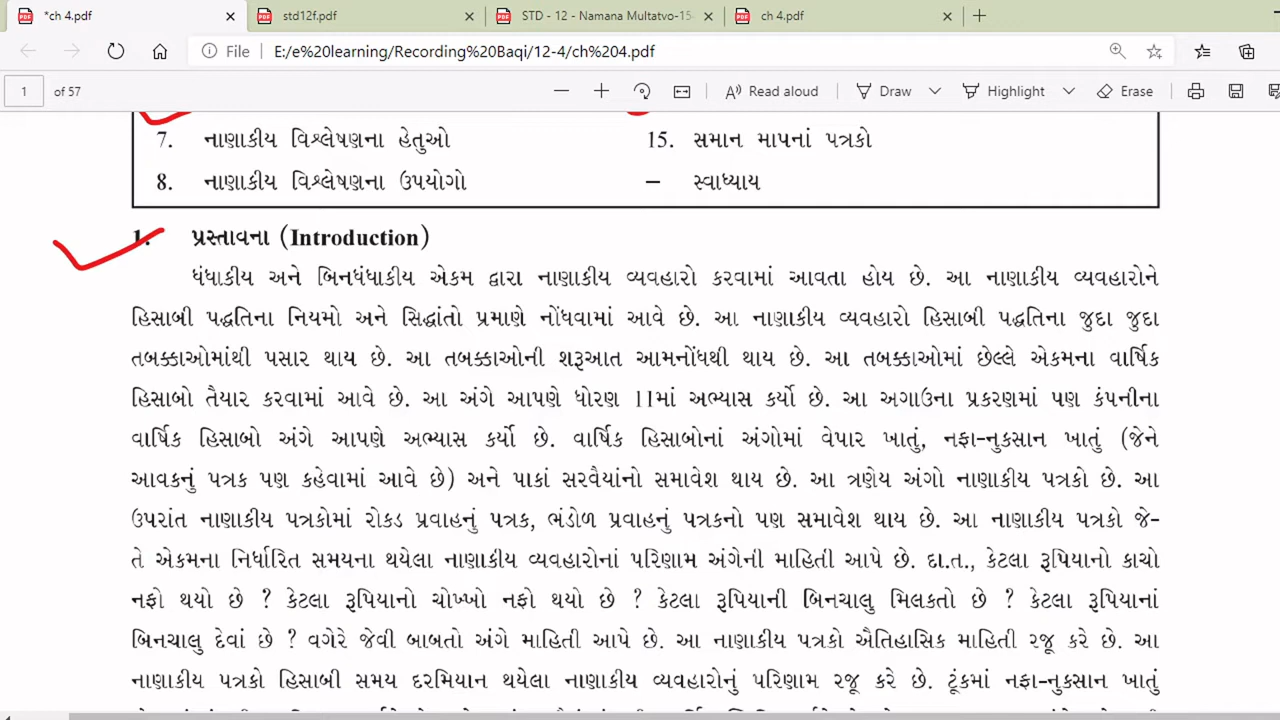 *ch 4.pdf
std12f.pdf
STD - 12 - Namana Multatvo-15-
ch 4.pdf
File E:/e%20learning/Recording%20Baqi/12-4/ch%204.pdf
1 of 57 Read aloud Draw Highlight Erase
7. નાણાકીય વિશ્લેષણના હેતુઓ 15. સમાન માપનાં પત્રકો
8. નાણાકીય વિશ્લેષણના ઉપયોગો – સ્વાધ્યાય
1. પ્રસ્તાવના (Introduction)
ધંધાકીય અને બિનધંધાકીય એકમ દ્વારા નાણાકીય વ્યવહારો કરવામાં આવતા હોય છે. આ નાણાકીય વ્યવહારોને
હિસાબી પદ્ધતિના નિયમો અને સિદ્ધાંતો પ્રમાણે નોંધવામાં આવે છે. આ નાણાકીય વ્યવહારો હિસાબી પદ્ધતિના જુદા જુદા
તબક્કાઓમાંથી પસાર થાય છે. આ તબક્કાઓની શરૂઆત આમનોંધથી થાય છે. આ તબક્કાઓમાં છેલ્લે એકમના વાર્ષિક
હિસાબો તૈયાર કરવામાં આવે છે. આ અંગે આપણે ધોરણ 11માં અભ્યાસ કર્યો છે. આ અગાઉના પ્રકરણમાં પણ કંપનીના
વાર્ષિક હિસાબો અંગે આપણે અભ્યાસ કર્યો છે. વાર્ષિક હિસાબોનાં અંગોમાં વેપાર ખાતું, નફા-નુકસાન ખાતું (જેને
આવકનું પત્રક પણ કહેવામાં આવે છે) અને પાકાં સરવૈયાંનો સમાવેશ થાય છે. આ ત્રણેય અંગો નાણાકીય પત્રકો છે. આ
ઉપરાંત નાણાકીય પત્રકોમાં રોકડ પ્રવાહનું પત્રક, ભંડોળ પ્રવાહનું પત્રકનો પણ સમાવેશ થાય છે. આ નાણાકીય પત્રકો જે-
તે એકમના નિર્ધારિત સમયના થયેલા નાણાકીય વ્યવહારોનાં પરિણામ અંગેની માહિતી આપે છે. દા.ત., કેટલા રૂપિયાનો કાચો
નફો થયો છે ? કેટલા રૂપિયાનો ચોખ્ખો નફો થયો છે ? કેટલા રૂપિયાની બિનચાલુ મિલકતો છે ? કેટલા રૂપિયાનાં
બિનચાલુ દેવાં છે ? વગેરે જેવી બાબતો અંગે માહિતી આપે છે. આ નાણાકીય પત્રકો ઐતિહાસિક માહિતી રજૂ કરે છે. આ
નાણાકીય પત્રકો હિસાબી સમય દરમિયાન થયેલા નાણાકીય વ્યવહારોનું પરિણામ રજૂ કરે છે. ટૂંકમાં નફા-નુકસાન ખાતું